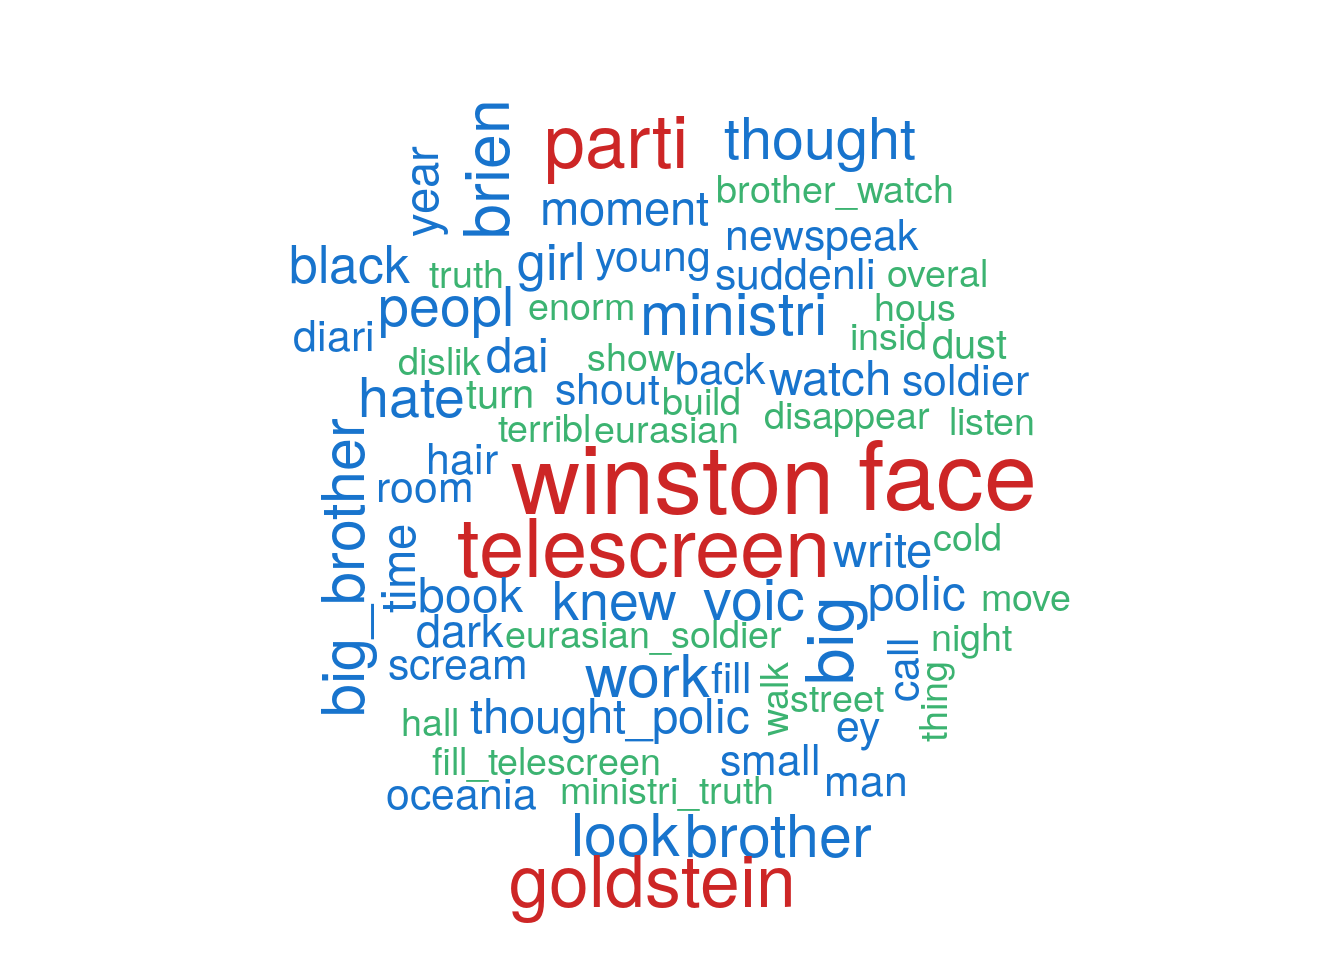 parti
thought
year
brien
brother_watch
moment
newspeak
black
truth
girl
young
suddenli
overal
peopl
enorm
ministri
hous
diari
dislik
dai
show
back
insid
dust
hate
turn
shout
build
watch
soldier
terribl
eurasian
disappear
listen
big_brother
hair
room
winston
face
time
telescreen
write
cold
book
knew
voic
big
polic
move
dark
eurasian_soldier
call
night
scream
work
fill
walk
street
thing
hall
thought_polic
ey
fill_telescreen
small
man
oceania
ministri_truth
look
brother
goldstein